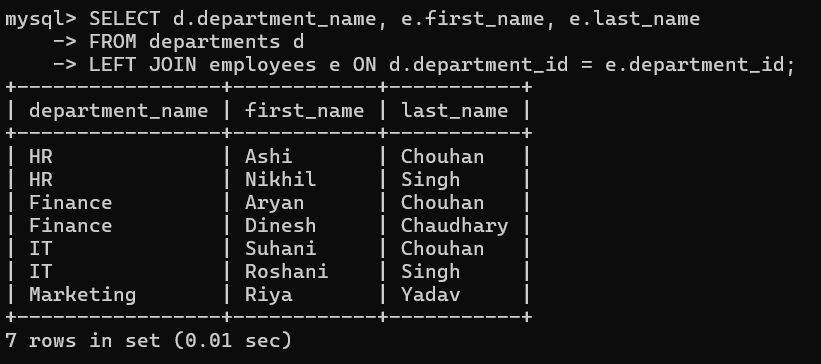 mysql> SELECT d.department_name, e.first_name, e.last_name
    -> FROM departments d
    -> LEFT JOIN employees e ON d.department_id = e.department_id;
+-----------------+------------+-----------+
| department_name | first_name | last_name |
+-----------------+------------+-----------+
| HR              | Ashi       | Chouhan   |
| HR              | Nikhil     | Singh     |
| Finance         | Aryan      | Chouhan   |
| Finance         | Dinesh     | Chaudhary |
| IT              | Suhani     | Chouhan   |
| IT              | Roshani    | Singh     |
| Marketing       | Riya       | Yadav     |
+-----------------+------------+-----------+
7 rows in set (0.01 sec)